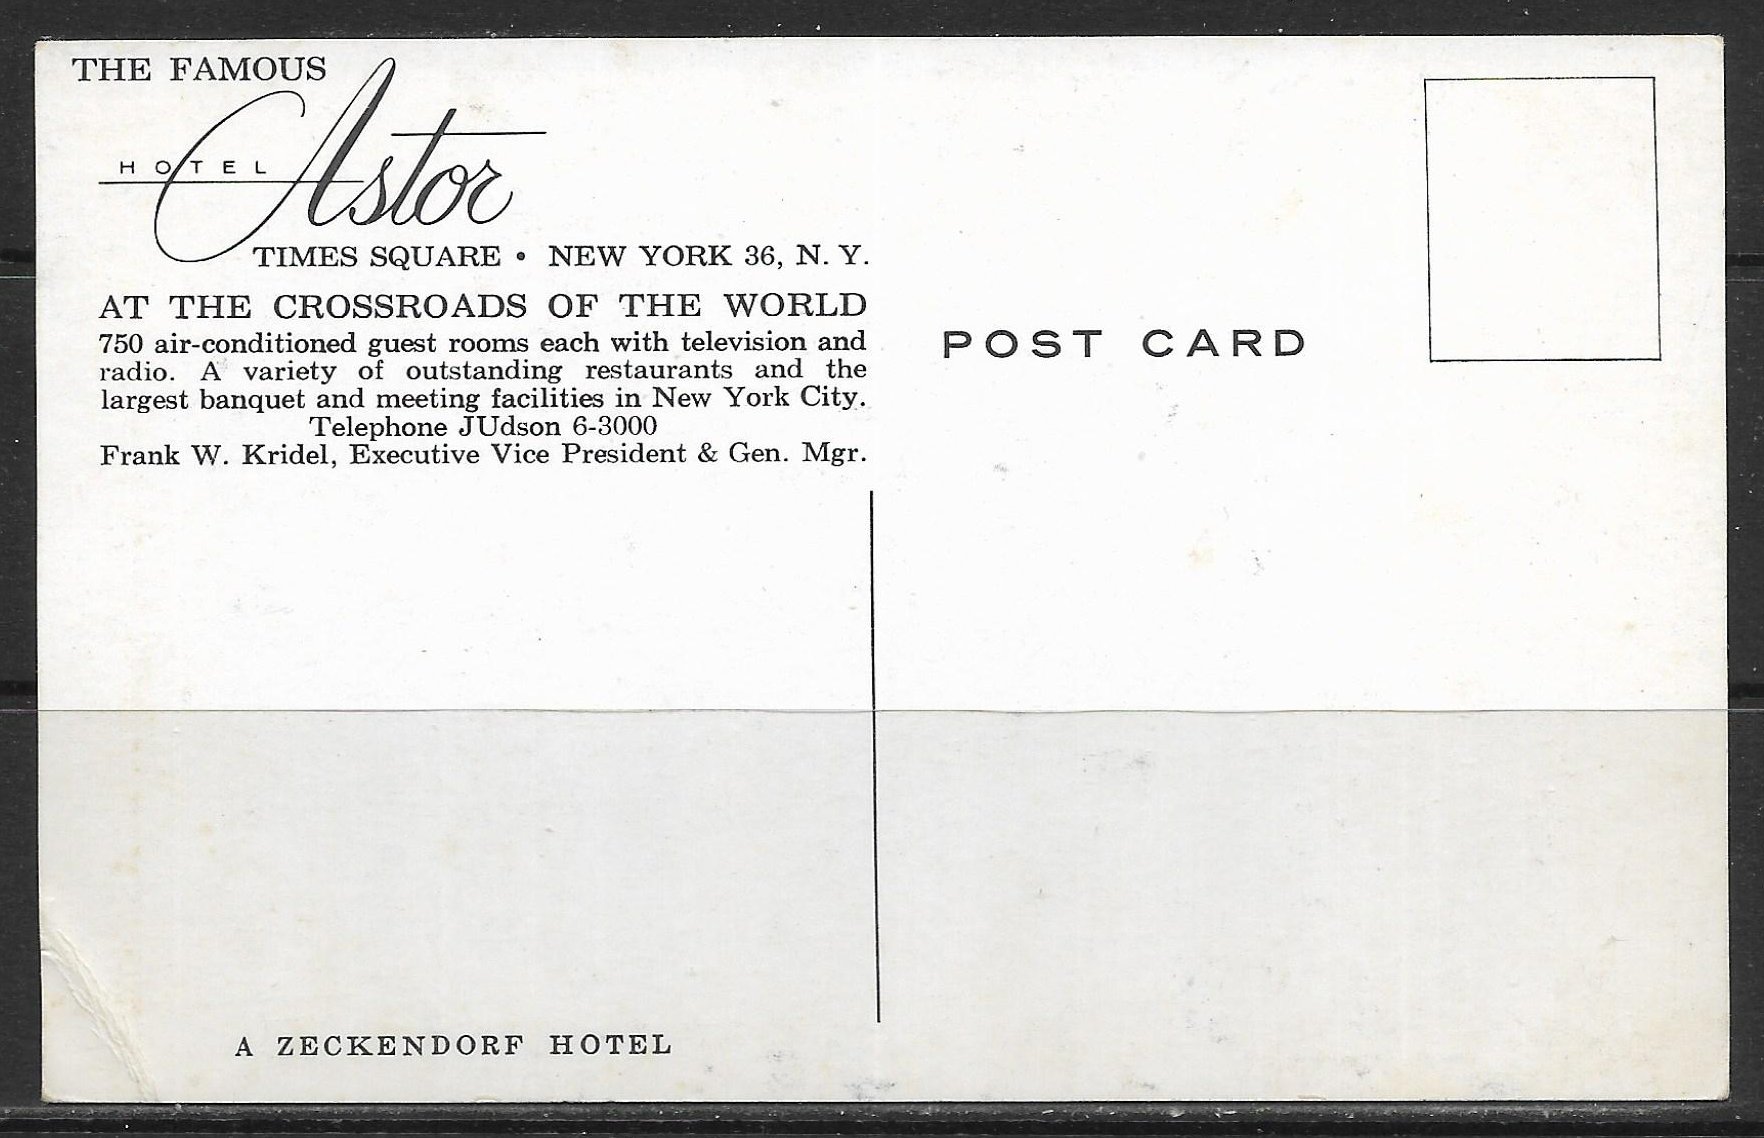 THE FAMOUS
HOTEL Astor
TIMES SQUARE • NEW YORK 36, N. Y.
AT THE CROSSROADS OF THE WORLD
750 air-conditioned guest rooms each with television and
radio. A variety of outstanding restaurants and the
largest banquet and meeting facilities in New York City.
Telephone JUdson 6-3000
Frank W. Kridel, Executive Vice President & Gen. Mgr.
POST CARD
A ZECKENDORF HOTEL